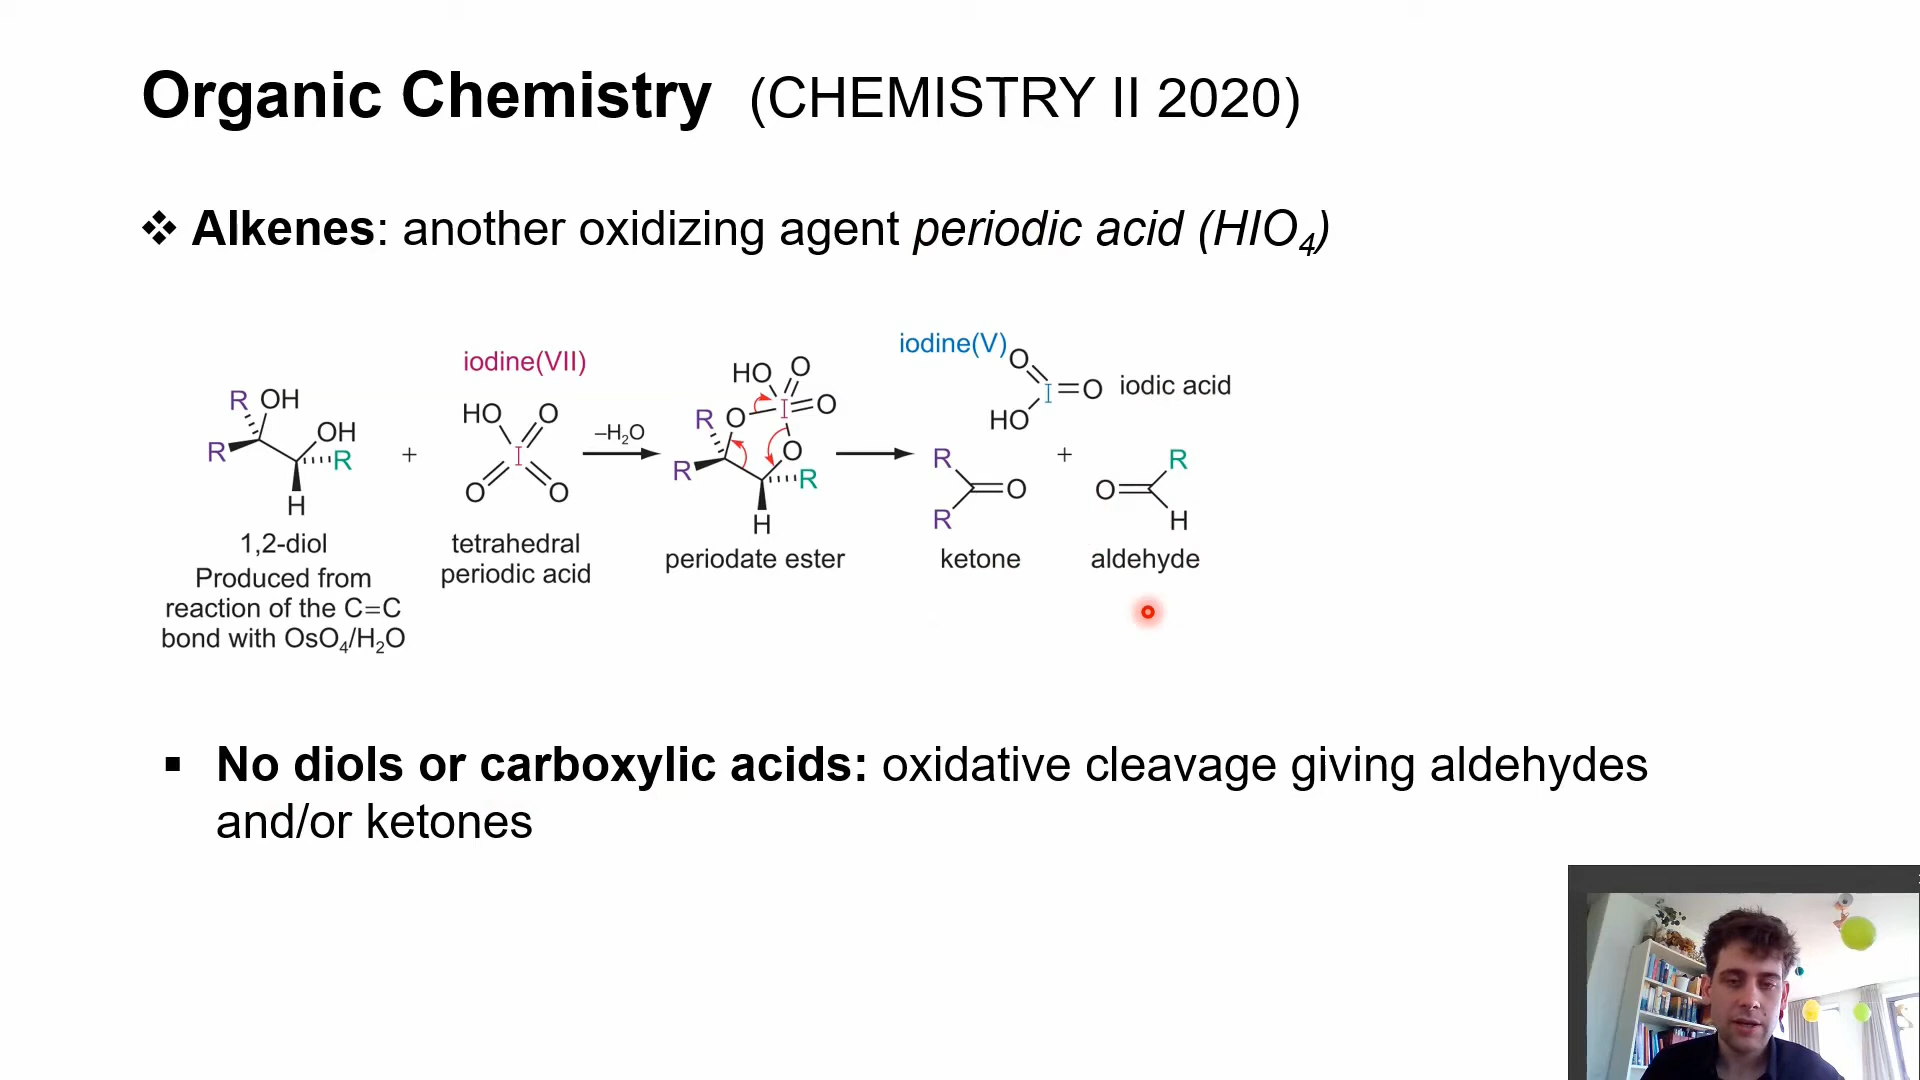 Organic Chemistry (CHEMISTRY II 2020)
❖ Alkenes: another oxidizing agent periodic acid (HIO₄)
iodine(VII)
iodine(V)
R OH
R
OH
R
H
+
HO O
I
O O
–H₂O
HO O
O I O
R
R
O
R
H
O
I=O
HO
iodic acid
R
R
=O
+
O=
R
H
1,2-diol
Produced from
reaction of the C=C
bond with OsO₄/H₂O
tetrahedral
periodic acid
periodate ester
ketone
aldehyde
▪ No diols or carboxylic acids: oxidative cleavage giving aldehydes
and/or ketones